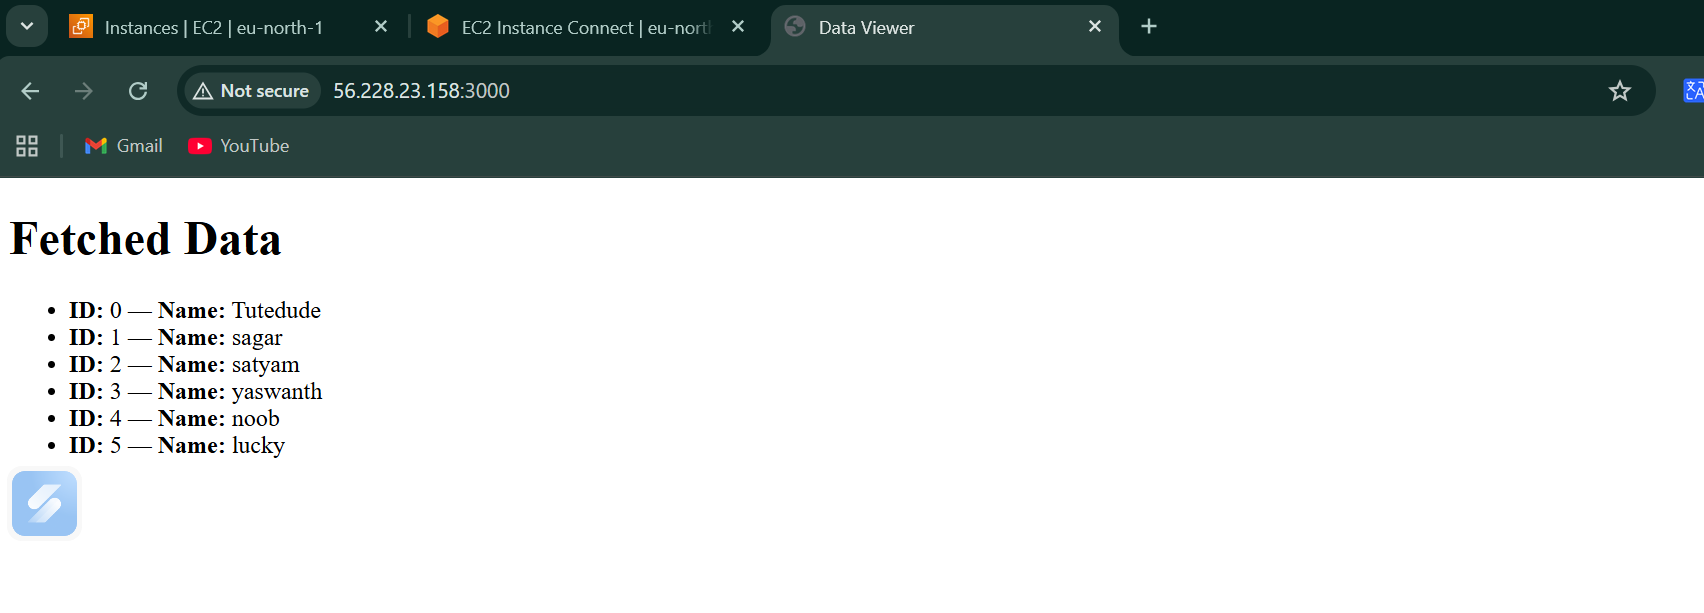 Instances | EC2 | eu-north-1
EC2 Instance Connect | eu-nort
Data Viewer
Not secure
56.228.23.158:3000
Gmail
YouTube
Fetched Data
ID: 0 — Name: Tutedude
ID: 1 — Name: sagar
ID: 2 — Name: satyam
ID: 3 — Name: yaswanth
ID: 4 — Name: noob
ID: 5 — Name: lucky